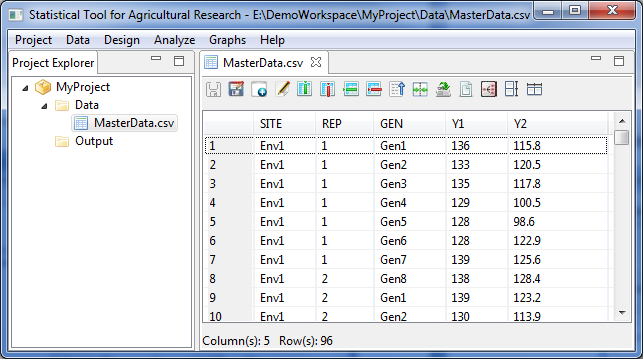 Statistical Tool for Agricultural Research - E:\DemoWorkspace\MyProject\Data\MasterData.csv
Project Data Design Analyze Graphs Help
Project Explorer
MyProject
Data
MasterData.csv
Output
MasterData.csv
SITE REP GEN Y1 Y2
1 Env1 1 Gen1 136 115.8
2 Env1 1 Gen2 133 120.5
3 Env1 1 Gen3 135 117.8
4 Env1 1 Gen4 129 100.5
5 Env1 1 Gen5 128 98.6
6 Env1 1 Gen6 128 122.9
7 Env1 1 Gen7 139 125.6
8 Env1 2 Gen8 138 128.4
9 Env1 2 Gen1 139 123.2
10 Env1 2 Gen2 130 113.9
Column(s): 5 Row(s): 96